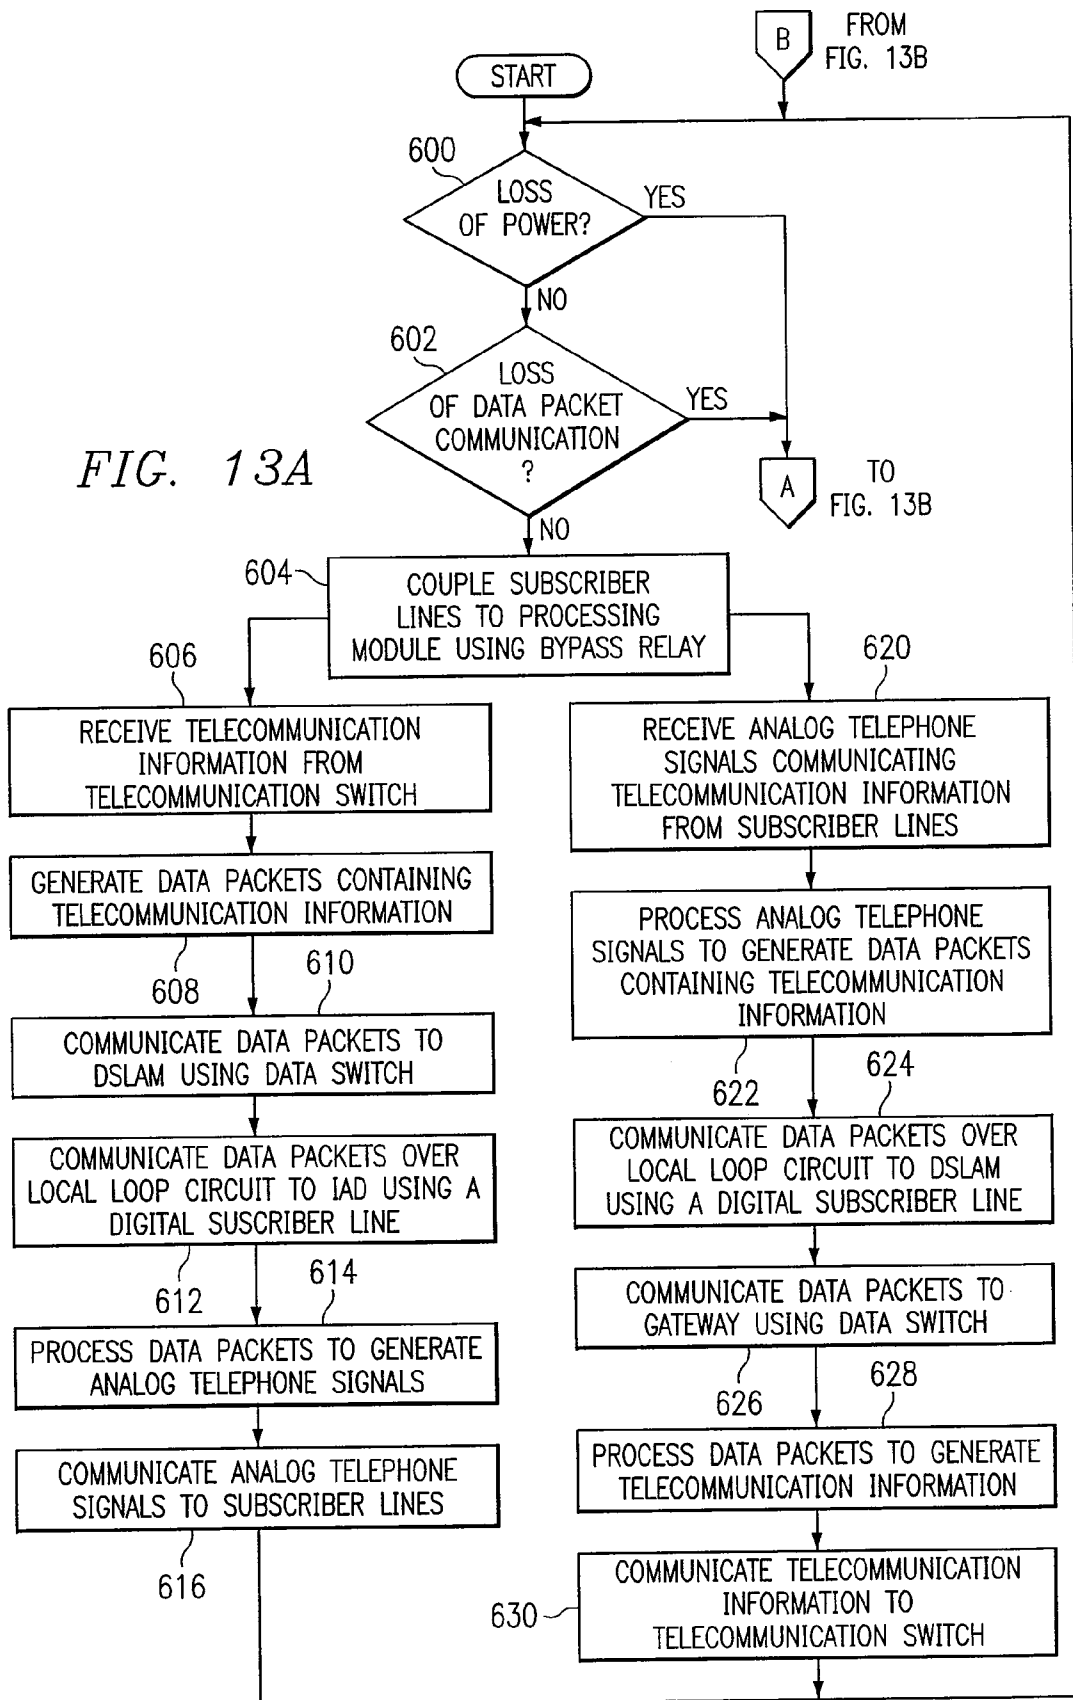 B
FROM
FIG. 13B
START
600
LOSS
OF POWER?
YES
NO
602
LOSS
OF DATA PACKET
COMMUNICATION
?
YES
FIG. 13A
A
TO
FIG. 13B
NO
604
COUPLE SUBSCRIBER
LINES TO PROCESSING
MODULE USING BYPASS RELAY
606
RECEIVE TELECOMMUNICATION
INFORMATION FROM
TELECOMMUNICATION SWITCH
GENERATE DATA PACKETS CONTAINING
TELECOMMUNICATION INFORMATION
608
610
COMMUNICATE DATA PACKETS TO
DSLAM USING DATA SWITCH
COMMUNICATE DATA PACKETS OVER
LOCAL LOOP CIRCUIT TO IAD USING A
DIGITAL SUSCRIBER LINE
612
614
PROCESS DATA PACKETS TO GENERATE
ANALOG TELEPHONE SIGNALS
COMMUNICATE ANALOG TELEPHONE
SIGNALS TO SUBSCRIBER LINES
616
620
RECEIVE ANALOG TELEPHONE
SIGNALS COMMUNICATING
TELECOMMUNICATION INFORMATION
FROM SUBSCRIBER LINES
PROCESS ANALOG TELEPHONE
SIGNALS TO GENERATE DATA PACKETS
CONTAINING TELECOMMUNICATION
INFORMATION
622
624
COMMUNICATE DATA PACKETS OVER
LOCAL LOOP CIRCUIT TO DSLAM
USING A DIGITAL SUBSCRIBER LINE
COMMUNICATE DATA PACKETS TO
GATEWAY USING DATA SWITCH
626
628
PROCESS DATA PACKETS TO GENERATE
TELECOMMUNICATION INFORMATION
COMMUNICATE TELECOMMUNICATION
INFORMATION TO
TELECOMMUNICATION SWITCH
630